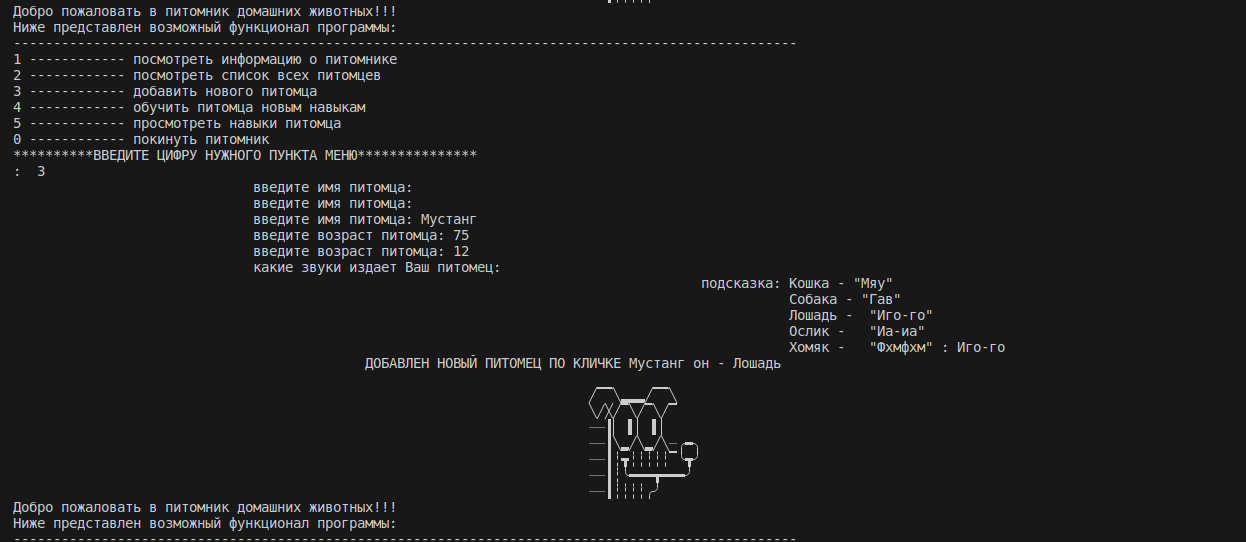 Добро пожаловать в питомник домашних животных!!!
Ниже представлен возможный функционал программы:
--------------------------------------------------------------------------------------------------
1 ------------ посмотреть информацию о питомнике
2 ------------ посмотреть список всех питомцев
3 ------------ добавить нового питомца
4 ------------ обучить питомца новым навыкам
5 ------------ просмотреть навыки питомца
0 ------------ покинуть питомник
**********ВВЕДИТЕ ЦИФРУ НУЖНОГО ПУНКТА МЕНЮ***************
:  3
введите имя питомца:
введите имя питомца:
введите имя питомца: Мустанг
введите возраст питомца: 75
введите возраст питомца: 12
какие звуки издает Ваш питомец:
подсказка: Кошка - "Мяу"
Собака - "Гав"
Лошадь -  "Иго-го"
Ослик -   "Иа-иа"
Хомяк -   "Фхмфхм" : Иго-го
ДОБАВЛЕН НОВЫЙ ПИТОМЕЦ ПО КЛИЧКЕ Мустанг он - Лошадь
Добро пожаловать в питомник домашних животных!!!
Ниже представлен возможный функционал программы:
--------------------------------------------------------------------------------------------------